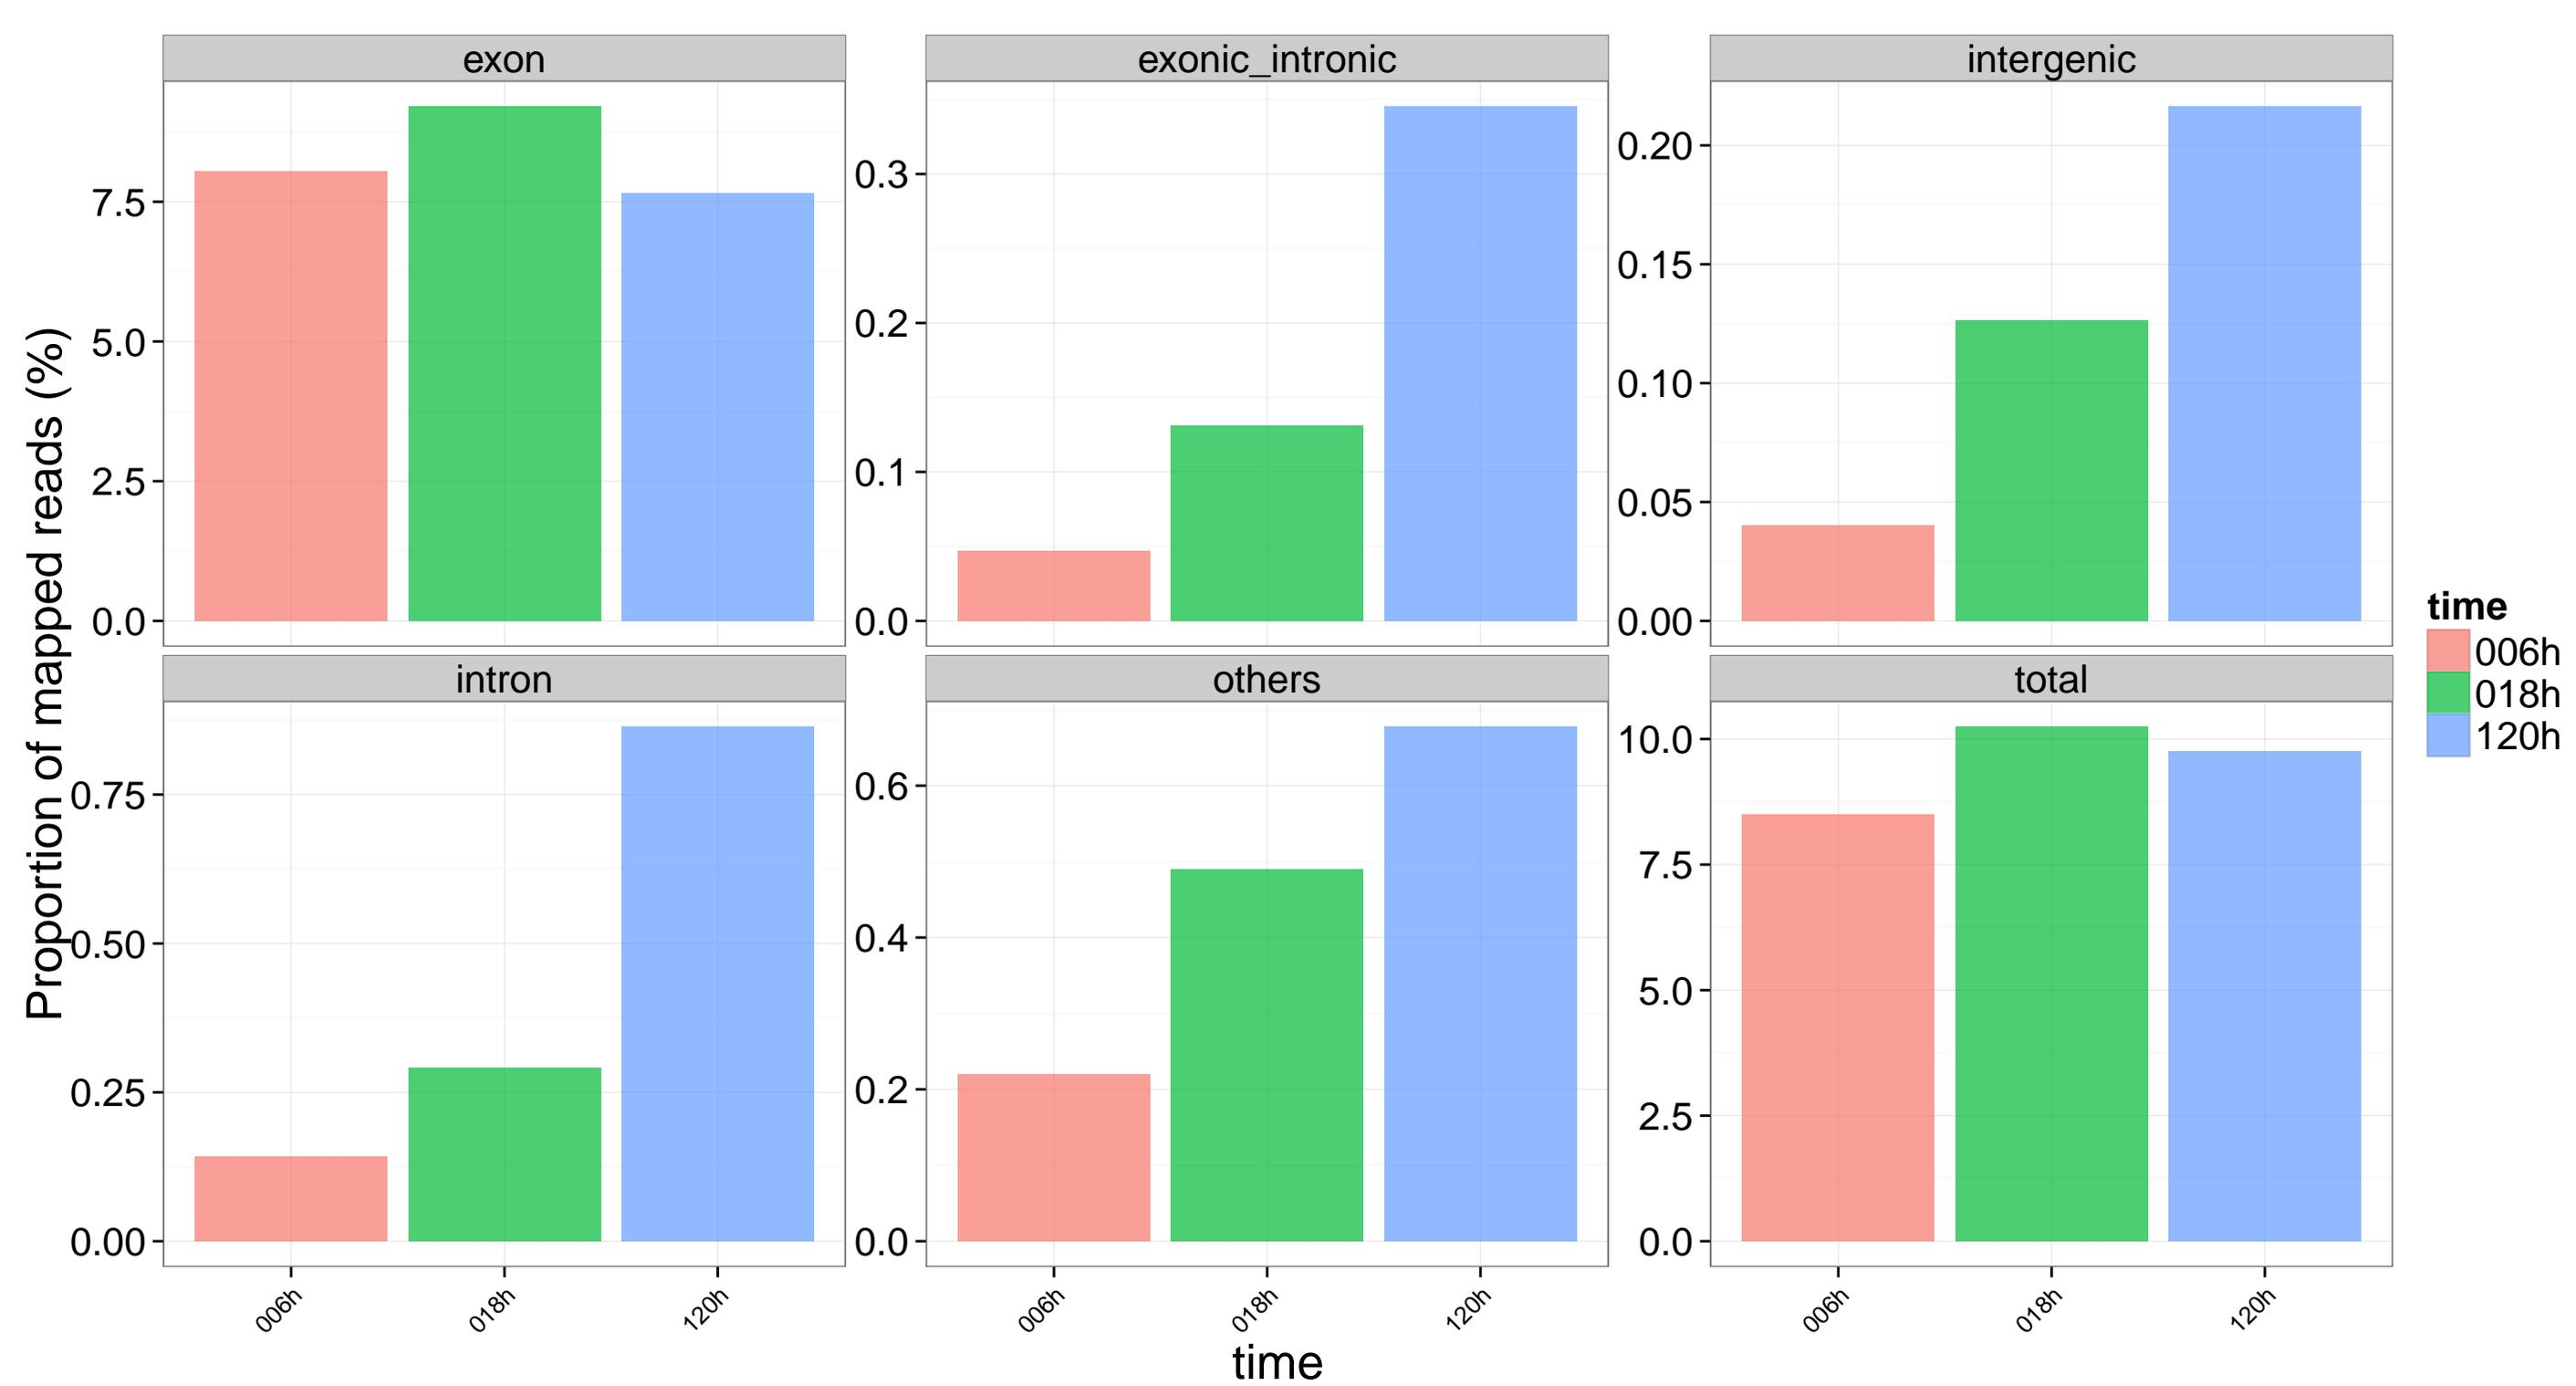 exon
exonic_intronic
intergenic
7.5
5.0
2.5
0.0
0.3
0.2
0.1
0.0
0.20
0.15
0.10
0.05
0.00
Proportion of mapped reads (%)
intron
others
total
0.75
0.50
0.25
0.00
0.6
0.4
0.2
0.0
10.0
7.5
5.0
2.5
0.0
006h
018h
120h
006h
018h
120h
006h
018h
120h
time
time
006h
018h
120h